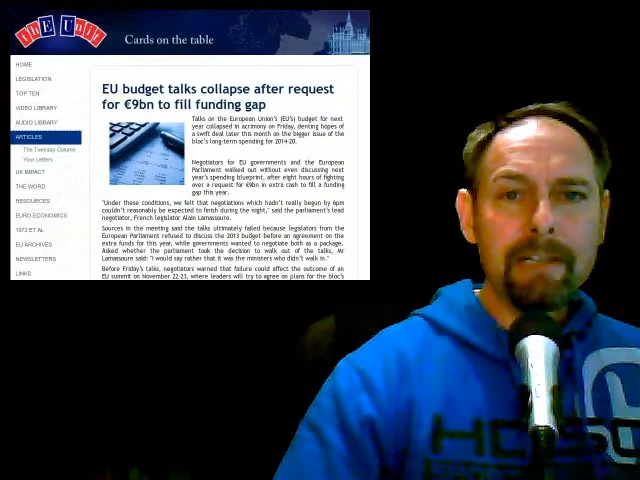 thE Unit
Cards on the table
HOME
LEGISLATION
TOP TEN
VIDEO LIBRARY
AUDIO LIBRARY
ARTICLES
The Tuesday Column
Your Letters
UK IMPACT
THE WORD
RESOURCES
EURO ECONOMICS
1972 ET AL
EU ARCHIVES
NEWSLETTERS
LINKS
EU budget talks collapse after request
for €9bn to fill funding gap
Talks on the European Union's (EU's) budget for next
year collapsed in acrimony on Friday, denting hopes of
a swift deal later this month on the bigger issue of the
bloc's long-term spending for 2014-20.
Negotiators for EU governments and the European
Parliament walked out without even discussing next
year's spending blueprint, after eight hours of fighting
over a request for €9bn in extra cash to fill a funding
gap this year.
"Under these conditions, we felt that negotiations which hadn't really begun by 6pm
couldn't reasonably be expected to finish during the night," said the parliament's lead
negotiator, French legislator Alain Lamassoure.
Sources in the meeting said the talks ultimately failed because legislators from the
European Parliament refused to discuss the 2013 budget before an agreement on the
extra funds for this year, while governments wanted to negotiate both as a package.
Asked whether the parliament took the decision to walk out of the talks, Mr
Lamassoure said: "I would say rather that it was the ministers who didn't walk in."
Before Friday's talks, negotiators warned that failure could affect the outcome of an
EU summit on November 22-23, where leaders will try to agree on plans for the bloc's